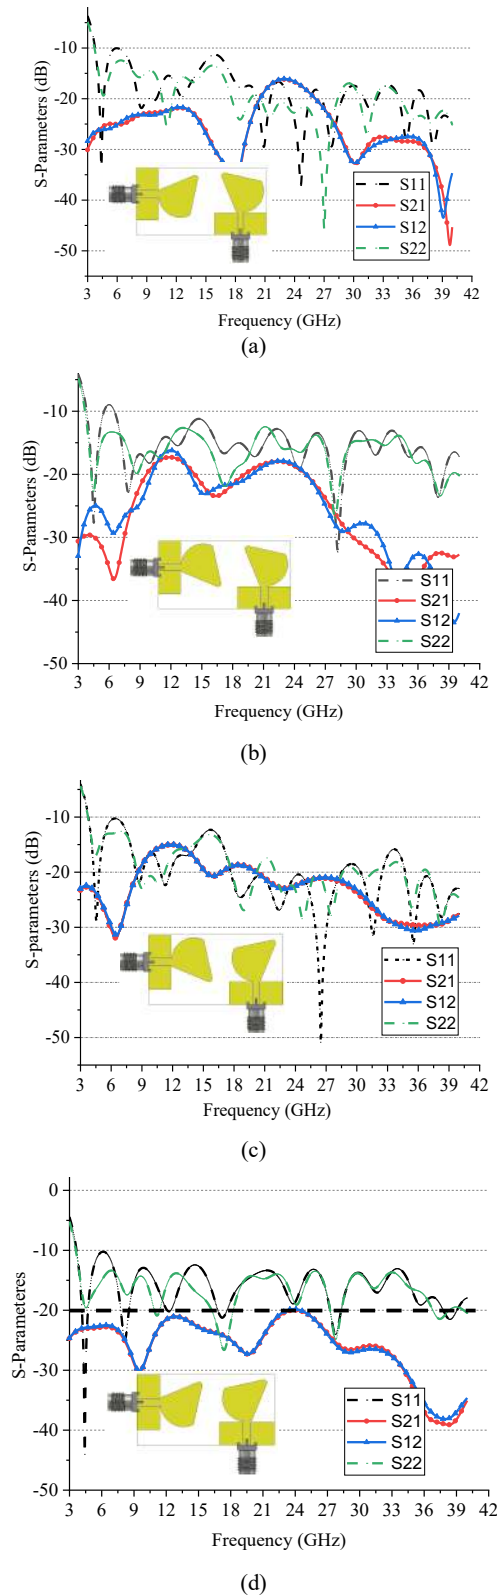 -10
-20
-30
-40
-50
S-Parameters (dB)
S11
S21
S12
S22
3 6 9 12 15 18 21 24 27 30 33 36 39 42
Frequency (GHz)
(a)
-10
-20
-30
-40
-50
S-Parameters (dB)
S11
S21
S12
S22
3 6 9 12 15 18 21 24 27 30 33 36 39 42
Frequency (GHz)
(b)
-10
-20
-30
-40
-50
S-parameters (dB)
S11
S21
S12
S22
3 6 9 12 15 18 21 24 27 30 33 36 39 42
Frequency (GHz)
(c)
0
-10
-20
-30
-40
-50
S-Parameteres
S11
S21
S12
S22
3 6 9 12 15 18 21 24 27 30 33 36 39 42
Frequency (GHz)
(d)